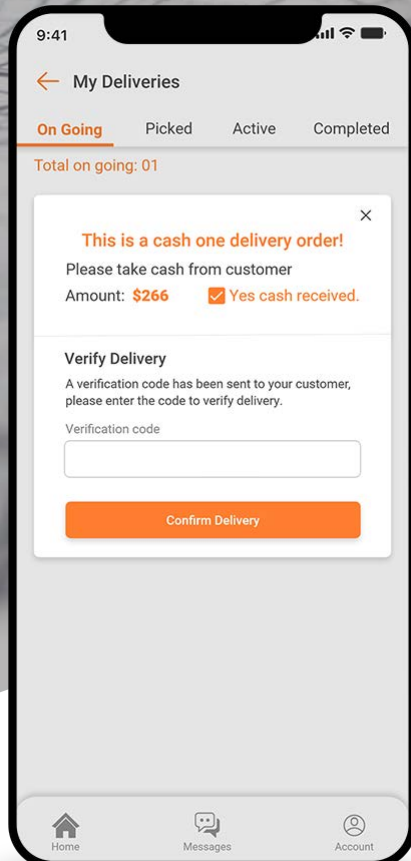 9:41
My Deliveries
On Going Picked Active Completed
Total on going: 01
This is a cash one delivery order!
Please take cash from customer
Amount: $266 Yes cash received.
Verify Delivery
A verification code has been sent to your customer,
please enter the code to verify delivery.
Verification code
Confirm Delivery
Home Messages Account